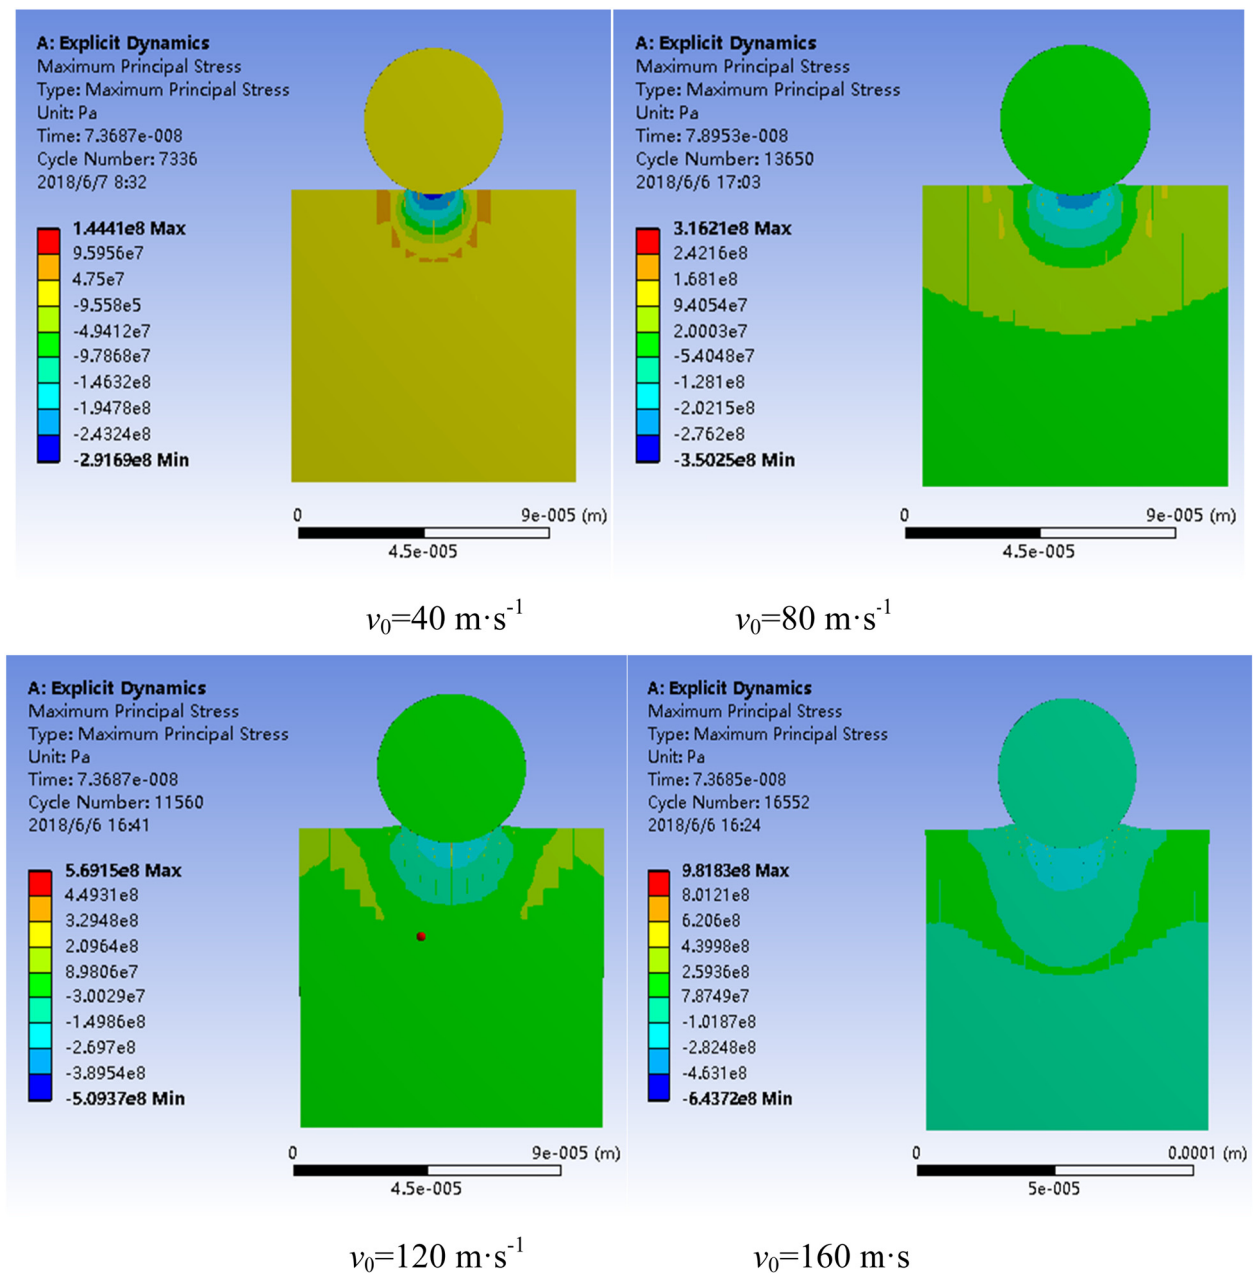 A: Explicit Dynamics
Maximum Principal Stress
Type: Maximum Principal Stress
Unit: Pa
Time: 7.3687e-008
Cycle Number: 7336
2018/6/7 8:32
1.4441e8 Max
9.5956e7
4.75e7
-9.558e5
-4.9412e7
-9.7868e7
-1.4632e8
-1.9478e8
-2.4324e8
-2.9169e8 Min
0 9e-005 (m)
4.5e-005
A: Explicit Dynamics
Maximum Principal Stress
Type: Maximum Principal Stress
Unit: Pa
Time: 7.8953e-008
Cycle Number: 13650
2018/6/6 17:03
3.1621e8 Max
2.4216e8
1.681e8
9.4054e7
2.0003e7
-5.4048e7
-1.281e8
-2.0215e8
-2.762e8
-3.5025e8 Min
0 9e-005 (m)
4.5e-005
v₀=40 m·s⁻¹
v₀=80 m·s⁻¹
A: Explicit Dynamics
Maximum Principal Stress
Type: Maximum Principal Stress
Unit: Pa
Time: 7.3687e-008
Cycle Number: 11560
2018/6/6 16:41
5.6915e8 Max
4.4931e8
3.2948e8
2.0964e8
8.9806e7
-3.0029e7
-1.4986e8
-2.697e8
-3.8954e8
-5.0937e8 Min
0 9e-005 (m)
4.5e-005
A: Explicit Dynamics
Maximum Principal Stress
Type: Maximum Principal Stress
Unit: Pa
Time: 7.3685e-008
Cycle Number: 16552
2018/6/6 16:24
9.8183e8 Max
8.0121e8
6.206e8
4.3998e8
2.5936e8
7.8749e7
-1.0187e8
-2.8248e8
-4.631e8
-6.4372e8 Min
0 0.0001 (m)
5e-005
v₀=120 m·s⁻¹
v₀=160 m·s